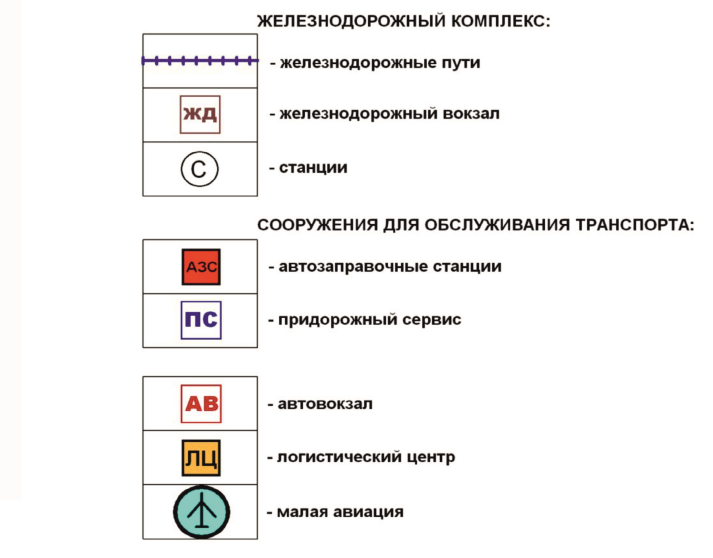 ЖЕЛЕЗНОДОРОЖНЫЙ КОМПЛЕКС:
- железнодорожные пути
ЖД - железнодорожный вокзал
С - станции
СООРУЖЕНИЯ ДЛЯ ОБСЛУЖИВАНИЯ ТРАНСПОРТА:
АЗС - автозаправочные станции
ПС - придорожный сервис
АВ - автовокзал
ЛЦ - логистический центр
- малая авиация